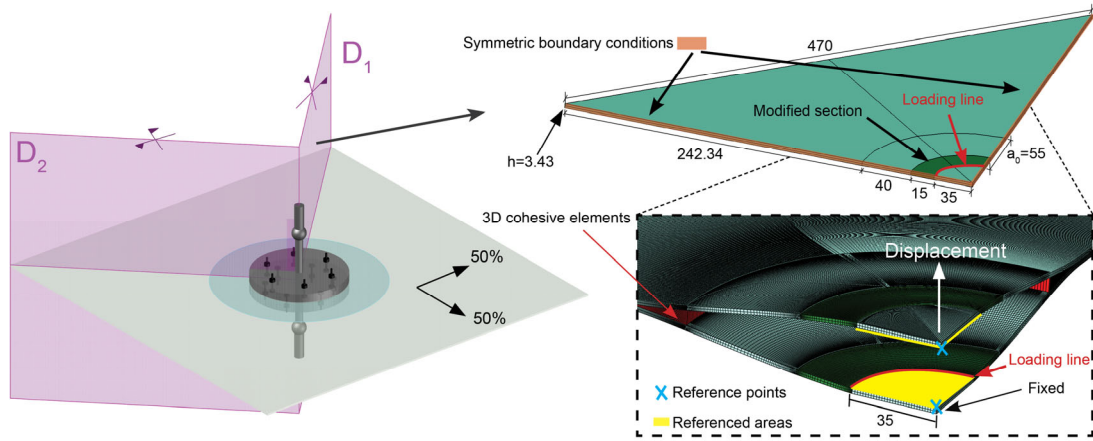 D1
D2
50%
50%
Symmetric boundary conditions
470
Loading line
Modified section
h=3.43
242.34
40
15
35
a0=55
3D cohesive elements
Displacement
Loading line
Reference points
Fixed
Referenced areas
35